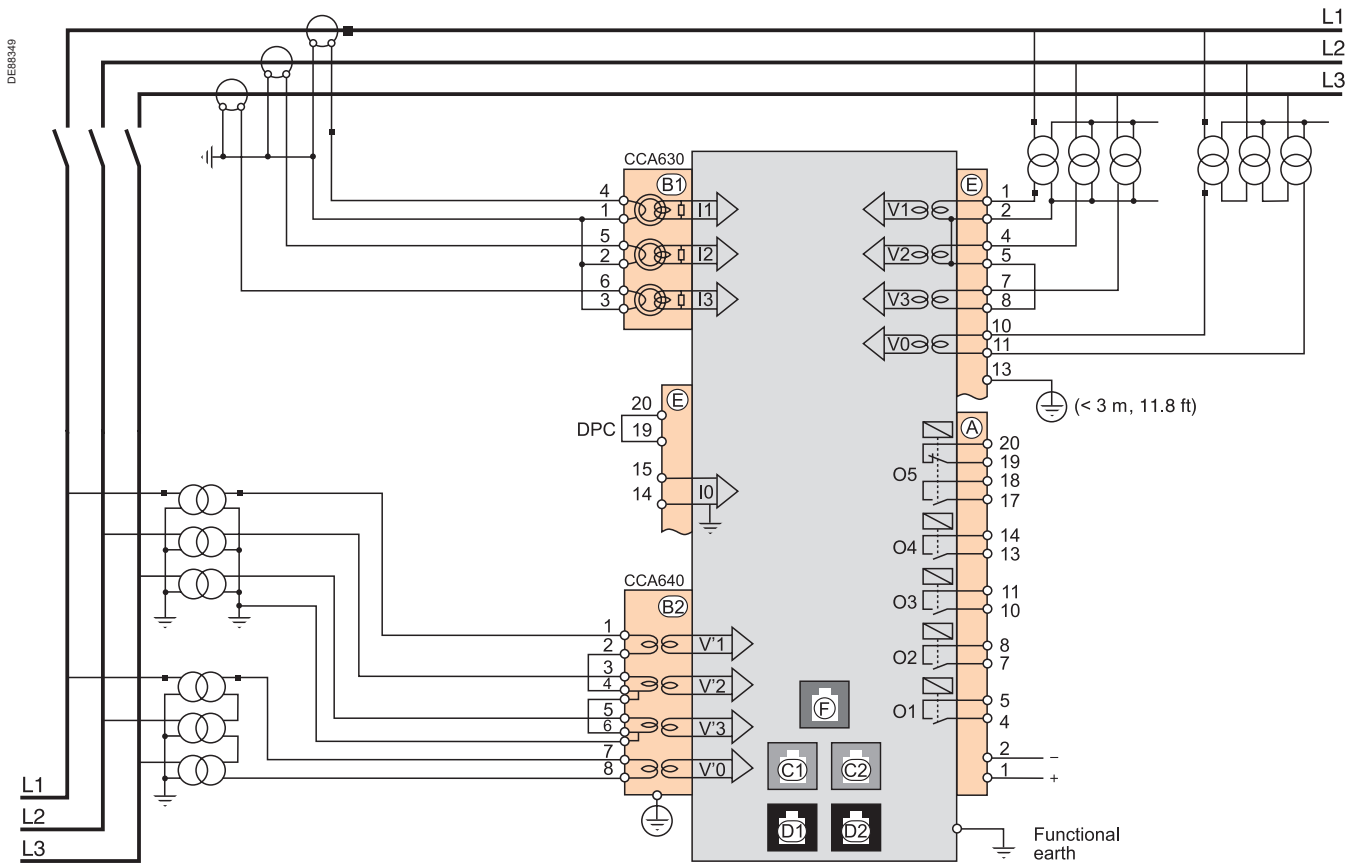 DE88349
L1
L2
L3
CCA630
B1
4
1
I1
5
2
I2
6
3
I3
E
V1
1
2
V2
4
5
V3
7
8
V0
10
11
13
(< 3 m, 11.8 ft)
E
20
DPC
19
15
14
I0
A
20
19
O5
18
17
14
O4
13
11
O3
10
8
O2
7
5
O1
4
2
–
1
+
CCA640
B2
1
2
V'1
3
4
V'2
5
6
V'3
7
8
V'0
F
C1
C2
D1
D2
Functional
earth
L1
L2
L3